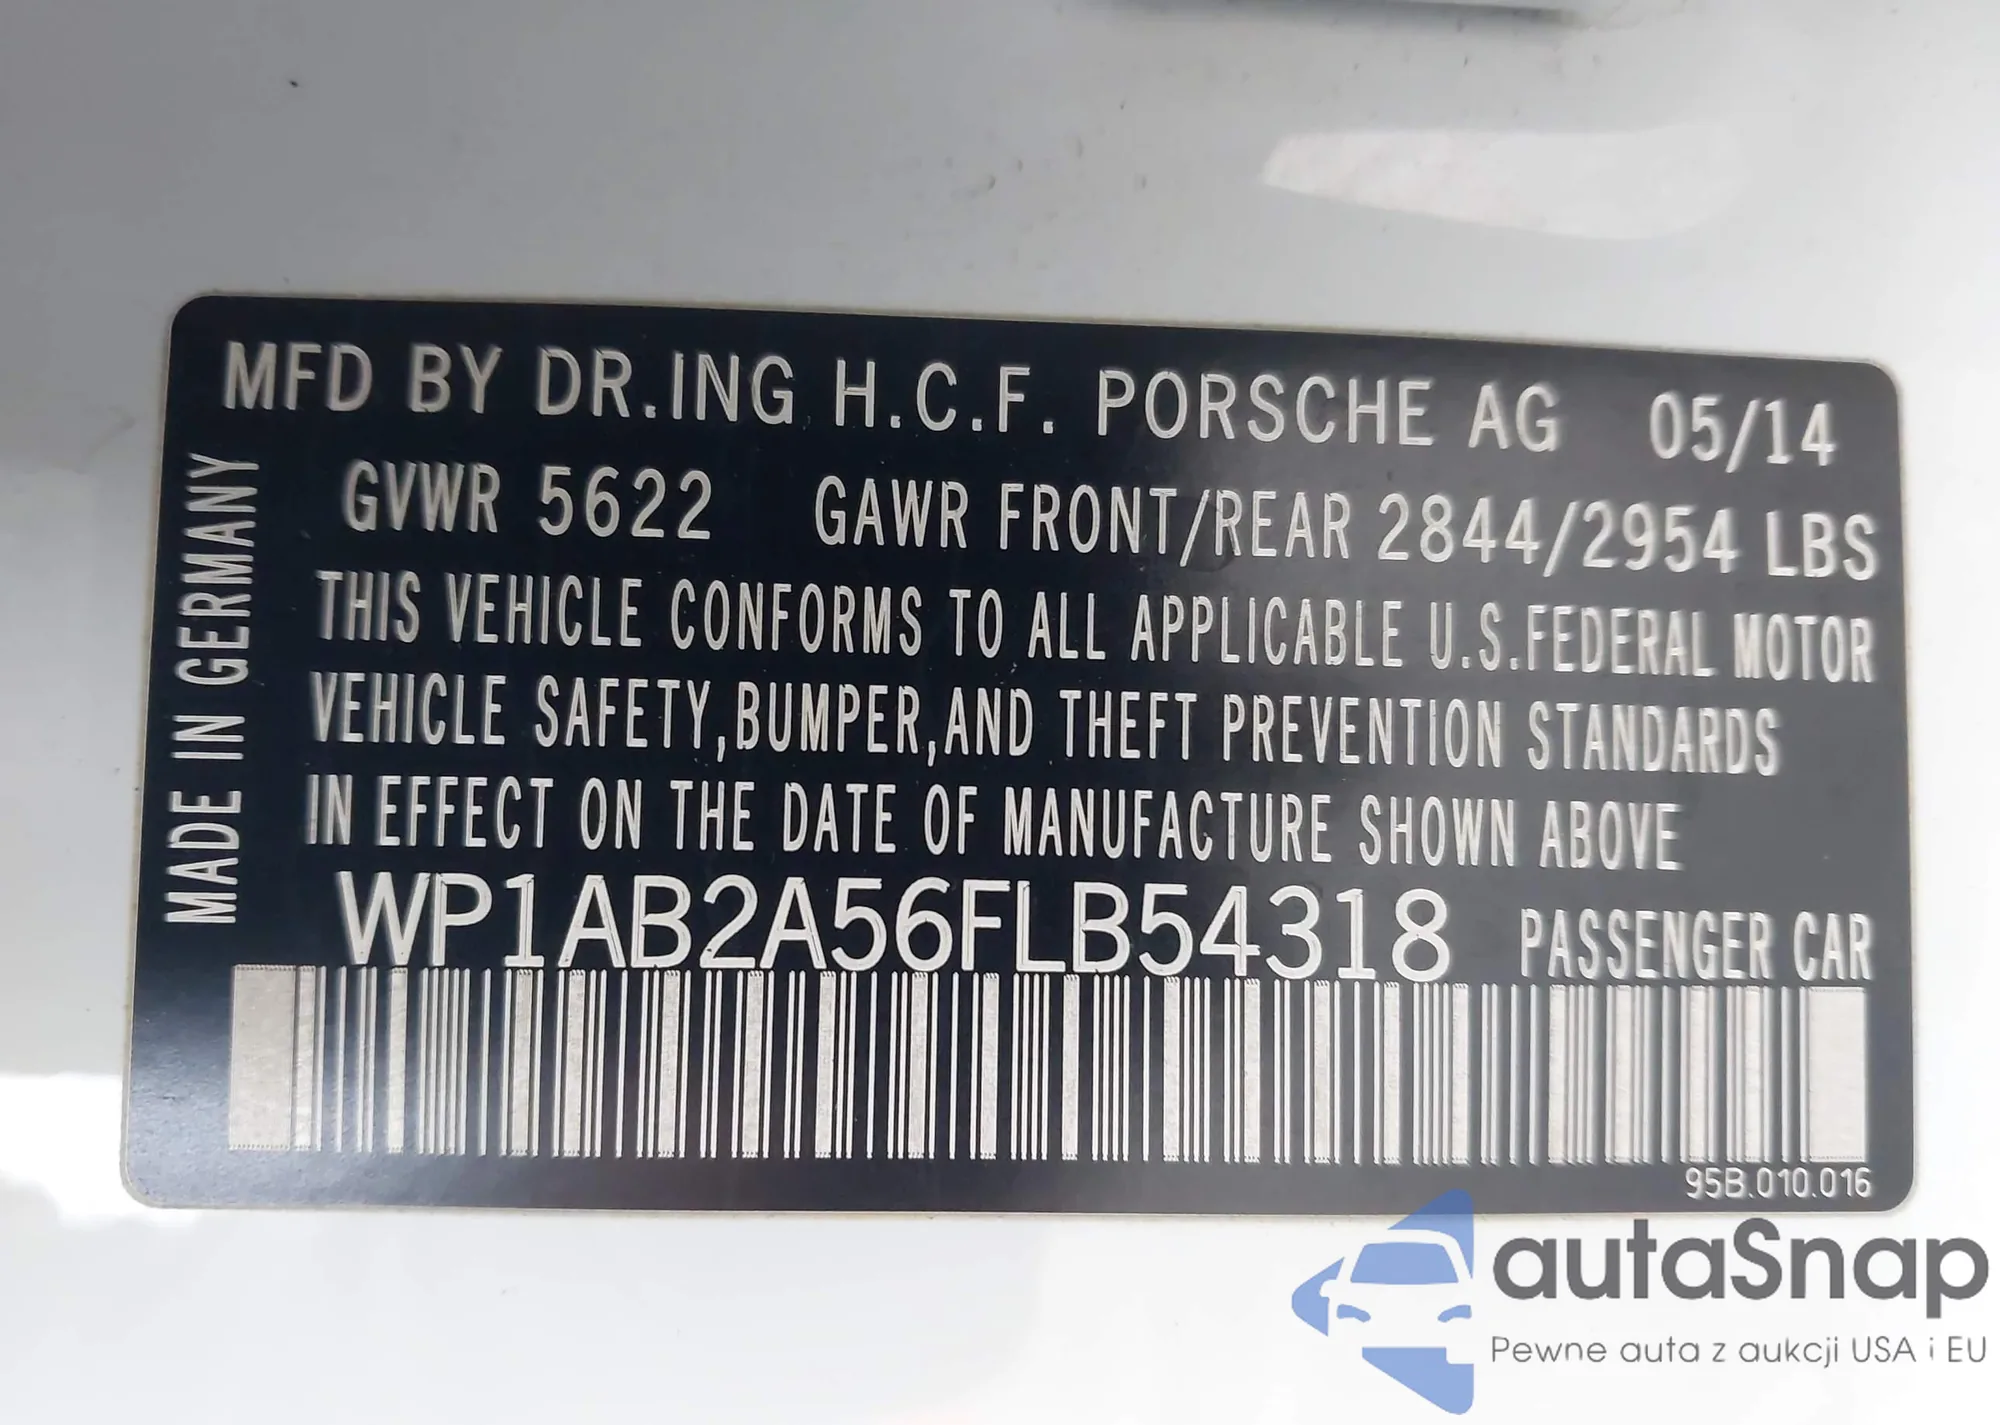 MFD BY DR.ING H.C.F. PORSCHE AG 05/14
GVWR 5622 GAWR FRONT/REAR 2844/2954 LBS
THIS VEHICLE CONFORMS TO ALL APPLICABLE U.S.FEDERAL MOTOR
VEHICLE SAFETY,BUMPER,AND THEFT PREVENTION STANDARDS
IN EFFECT ON THE DATE OF MANUFACTURE SHOWN ABOVE
WP1AB2A56FLB54318 PASSENGER CAR
95B.010.016
MADE IN GERMANY
autaSnap
Pewne auta z aukcji USA i EU